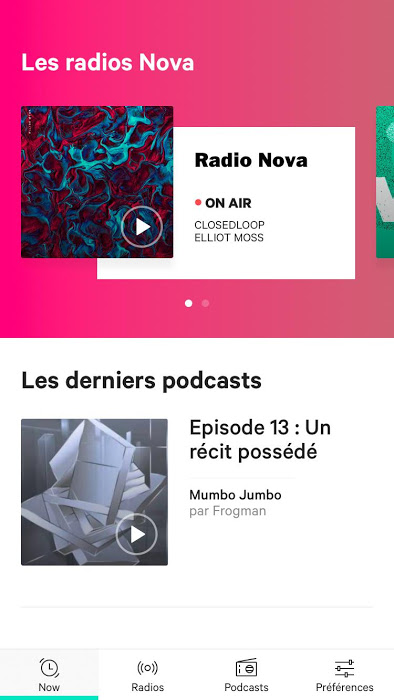 Les radios Nova
Radio Nova
ON AIR
CLOSEDLOOP
ELLIOT MOSS
Les derniers podcasts
Episode 13 : Un
récit possédé
Mumbo Jumbo
par Frogman
Now
Radios
Podcasts
Préférences